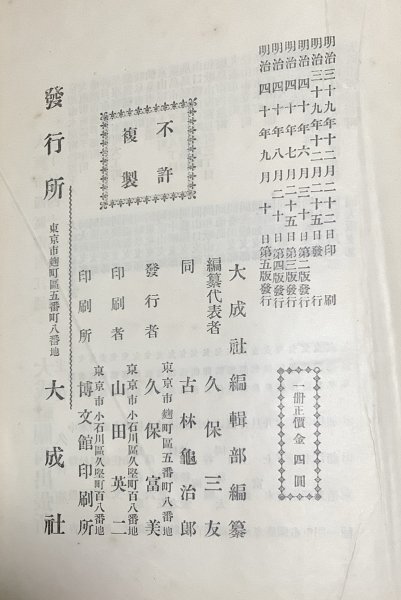 明治三十九年十二月二十二日印刷
明治三十九年十二月二十五日發行
明治四十年六月三十日第二版發行
明治四十年七月二十五日第三版發行
明治四十年八月二十日第四版發行
明治四十年九月十日第五版發行
不許
複製
一册正價金四圓
大成社編輯部編纂
編纂代表者 久保三友
同 古林龜治郎
東京市麴町區五番町八番地
發行者 久保富美
東京市小石川區久堅町百八番地
印刷者 山田英二
東京市小石川區久堅町百八番地
印刷所 博文館印刷所
東京市麴町區五番町八番地
發行所 大成社